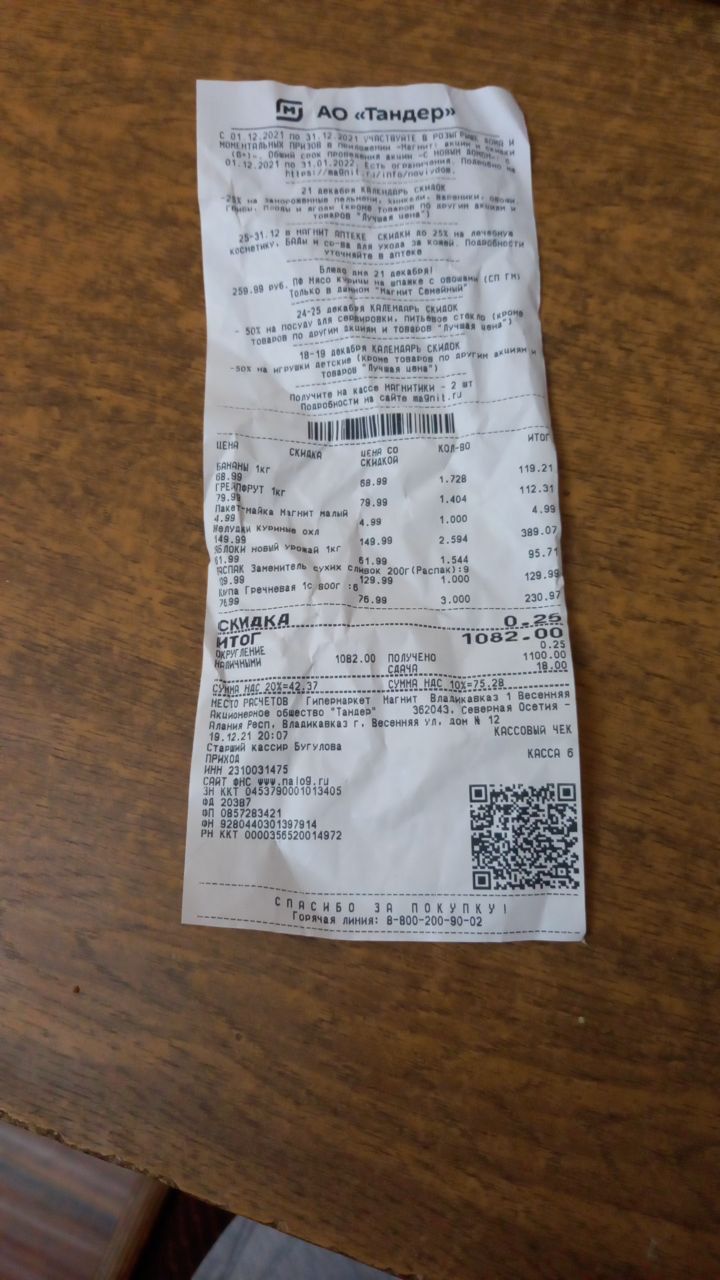 М АО «Тандер»
С 01.12.2021 по 31.12.2021 УЧАСТВУЙТЕ В РОЗЫГРЫШЕ ДОМА И
МОМЕНТАЛЬНЫХ ПРИЗОВ в приложении «Магнит: акции и скидки
(0+)». Общий срок проведения акции «С НОВЫМ ДОМОМ»: с
01.12.2021 по 31.01.2022. Есть ограничения. Подробно на
https://magnit.ru/info/novydom.
21 декабря КАЛЕНДАРЬ СКИДОК
-25% на замороженные пельмени, хинкали, вареники, овощи,
грибы, плоды и ягоды (кроме товаров по другим акциям и
товаров "Лучшая цена")
25-31.12 в МАГНИТ АПТЕКЕ СКИДКИ до 25% на лечебную
косметику, БАДы и ср-ва для ухода за кожей. Подробности
уточняйте в аптеке
Блюдо дня 21 декабря!
259.99 руб. ПФ Мясо курицы на шпажке с овощами (СП ГМ)
Только в данном "Магнит Семейный"
24-25 декабря КАЛЕНДАРЬ СКИДОК
- 50% на посуду для сервировки, питьевое стекло (кроме
товаров по другим акциям и товаров "Лучшая цена")
18-19 декабря КАЛЕНДАРЬ СКИДОК
-50% на игрушки детские (кроме товаров по другим акциям и
товаров "Лучшая цена")
Получите на кассе МАГНИТИКИ - 2 шт
Подробности на сайте magnit.ru
ЦЕНА СКИДКА ЦЕНА СО СКИДКОЙ КОЛ-ВО ИТОГ
БАНАНЫ 1кг
68.99 68.99 1.728 119.21
ГРЕЙПФРУТ 1кг
79.99 79.99 1.404 112.31
Пакет-майка Магнит малый
4.99 4.99 1.000 4.99
Желудки куриные охл
149.99 149.99 2.594 389.07
ЯБЛОКИ новый урожай 1кг
61.99 61.99 1.544 95.71
РАСПАК Заменитель сухих сливок 200г(Распак):9
129.99 1.000 129.99
Крупа Гречневая 1с 800г :6
76.99 76.99 3.000 230.97
СКИДКА 0.25
ИТОГ 1082.00
ОКРУГЛЕНИЕ 0.25
НАЛИЧНЫМИ 1082.00 ПОЛУЧЕНО 1100.00
СДАЧА 18.00
СУММА НДС 20%=42.37 СУММА НДС 10%=75.28
МЕСТО РАСЧЕТОВ Гипермаркет Магнит Владикавказ 1 Весенняя
Акционерное общество "Тандер" 362043, Северная Осетия -
Алания Респ, Владикавказ г, Весенняя ул, дом № 12
19.12.21 20:07 КАССОВЫЙ ЧЕК
Старший кассир Бугулова
ПРИХОД КАССА 6
ИНН 2310031475
САЙТ ФНС www.nalog.ru
ЗН ККТ 0453790001013405
ФД 20387
ФП 0857283421
ФН 9280440301397914
РН ККТ 0000356520014972
СПАСИБО ЗА ПОКУПКУ!
Горячая линия: 8-800-200-90-02